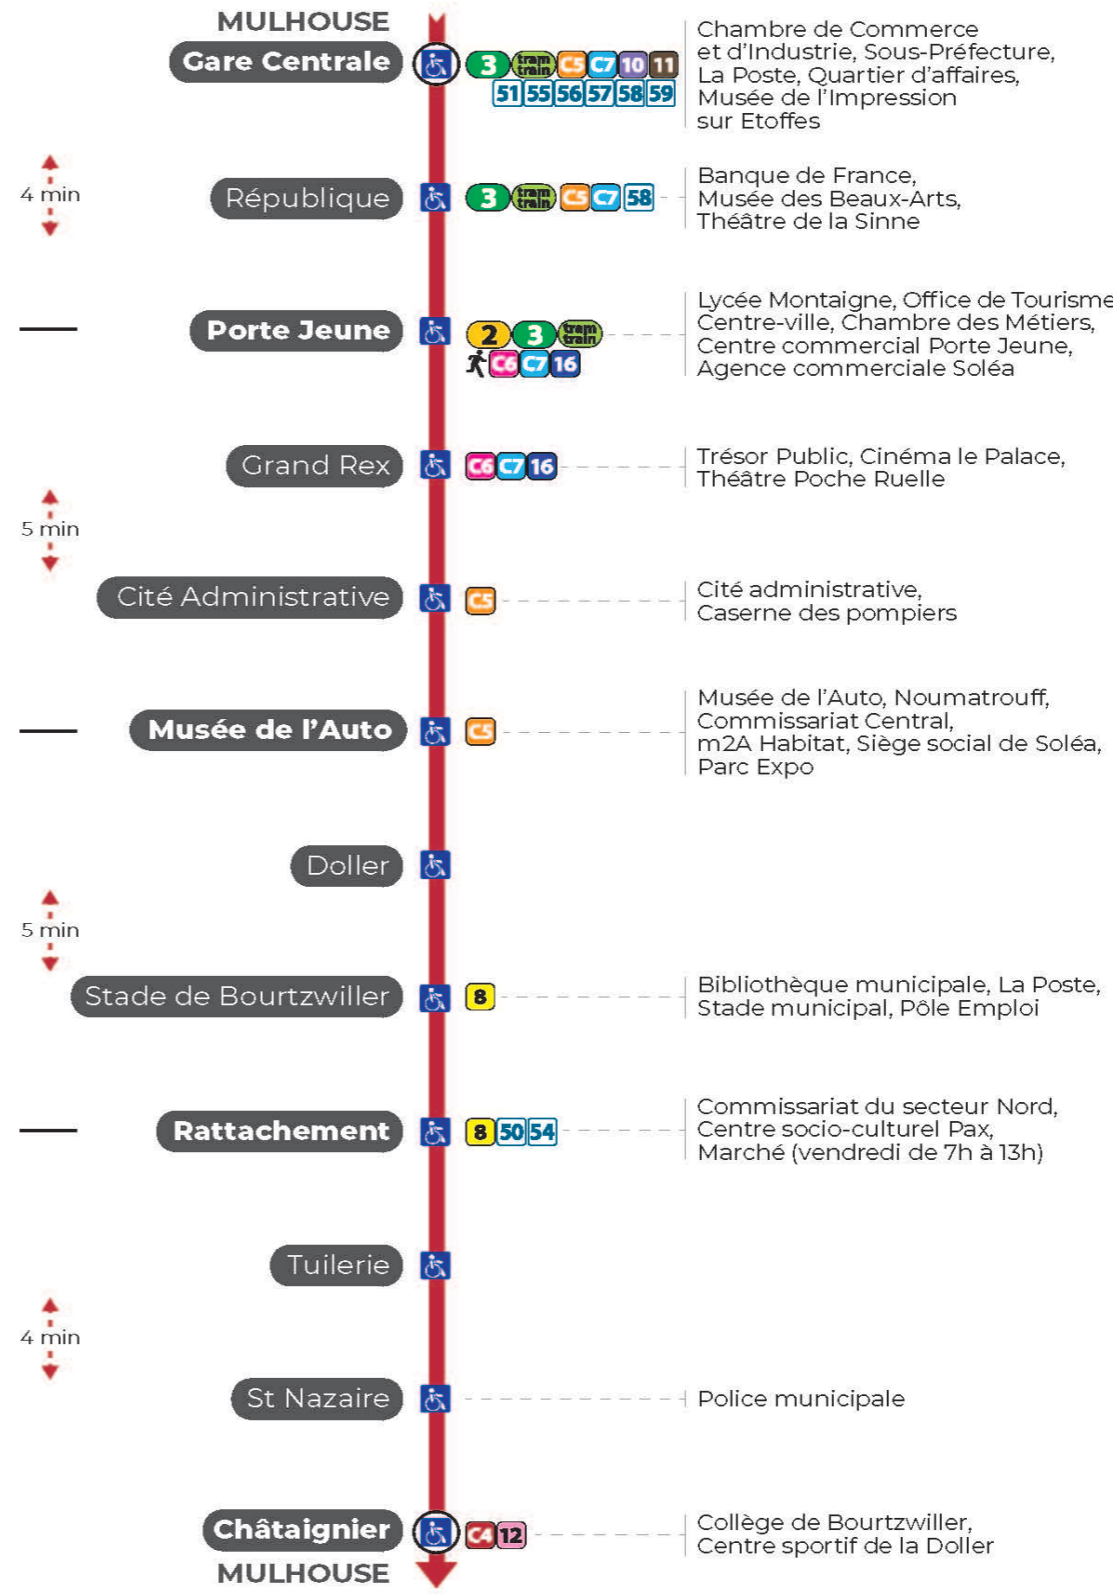 MULHOUSE
Gare Centrale
3 tram train C5 C7 10 11
51 55 56 57 58 59
Chambre de Commerce
et d'Industrie, Sous-Préfecture,
La Poste, Quartier d'affaires,
Musée de l'Impression
sur Etoffes
4 min
République
3 tram train C5 C7 58
Banque de France,
Musée des Beaux-Arts,
Théâtre de la Sinne
Porte Jeune
2 3 tram train
C6 C7 16
Lycée Montaigne, Office de Tourisme
Centre-ville, Chambre des Métiers,
Centre commercial Porte Jeune,
Agence commerciale Soléa
Grand Rex
C6 C7 16
Trésor Public, Cinéma le Palace,
Théâtre Poche Ruelle
5 min
Cité Administrative
C5
Cité administrative,
Caserne des pompiers
Musée de l'Auto
C5
Musée de l'Auto, Noumatrouff,
Commissariat Central,
m2A Habitat, Siège social de Soléa,
Parc Expo
Doller
5 min
Stade de Bourtzwiller
8
Bibliothèque municipale, La Poste,
Stade municipal, Pôle Emploi
Rattachement
8 50 54
Commissariat du secteur Nord,
Centre socio-culturel Pax,
Marché (vendredi de 7h à 13h)
Tuilerie
4 min
St Nazaire
Police municipale
Châtaignier
C4 12
Collège de Bourtzwiller,
Centre sportif de la Doller
MULHOUSE